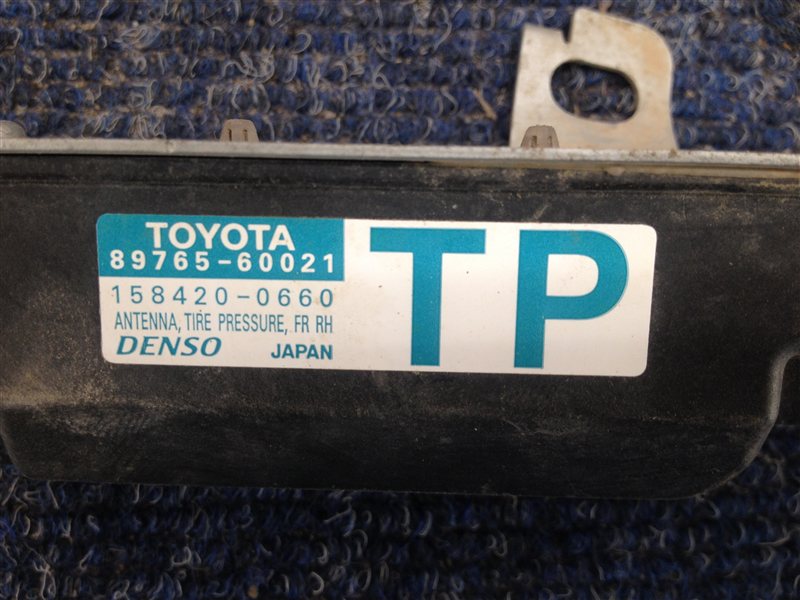 TOYOTA
89765-60021
158420-0660
ANTENNA, TIRE PRESSURE, FR RH
DENSO JAPAN
TP